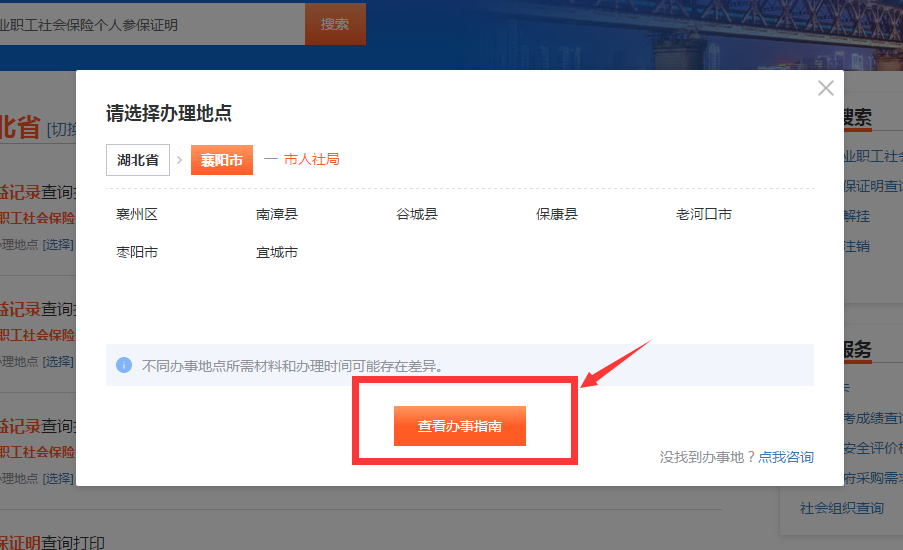 业职工社会保险个人参保证明
搜索
请选择办理地点
湖北省 > 襄阳市 — 市人社局
襄州区 南漳县 谷城县 保康县 老河口市
枣阳市 宜城市
不同办事地点所需材料和办理时间可能存在差异。
查看办事指南
没找到办事地？点我咨询
北省 [切换
益记录查询打
职工社会保险
理地点 [选择]
益记录查询打
职工社会保险
理地点 [选择]
益记录查询打
职工社会保险
理地点 [选择]
保证明查询打印
搜索
业职工社会
保证明查询
解挂
注销
服务
卡
考成绩查询
安全评价机
府采购需求
社会组织查询